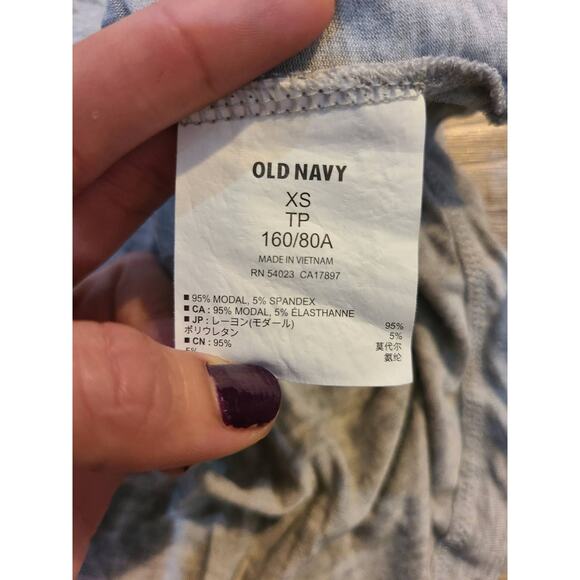 OLD NAVY
XS
TP
160/80A
MADE IN VIETNAM
RN 54023 CA17897
■ 95% MODAL, 5% SPANDEX
■ CA : 95% MODAL, 5% ÉLASTHANNE
■ JP : レーヨン(モダール) 95%
ポリウレタン 5%
■ CN : 95% 莫代尔
5% 氨纶